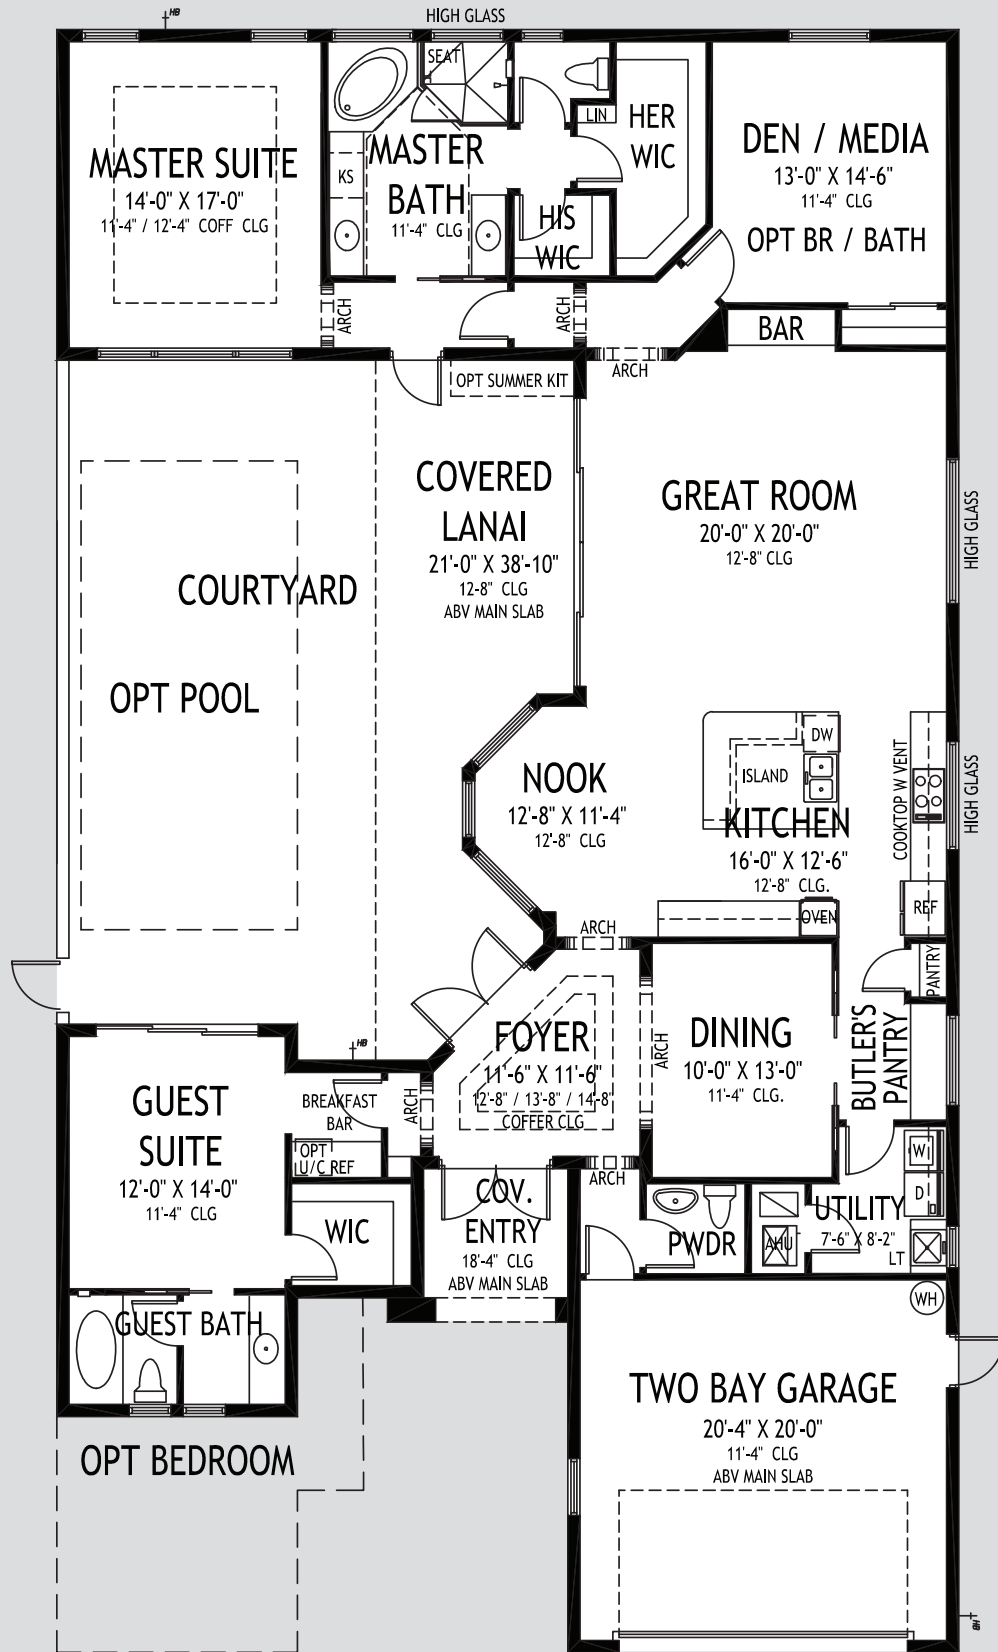 HB
HIGH GLASS
SEAT
MASTER SUITE
14'-0" X 17'-0"
11'-4" / 12'-4" COFF CLG
KS
MASTER
BATH
11'-4" CLG
LIN
HER
WIC
HIS
WIC
DEN / MEDIA
13'-0" X 14'-6"
11'-4" CLG
OPT BR / BATH
ARCH
ARCH
BAR
ARCH
OPT SUMMER KIT
COVERED
LANAI
21'-0" X 38'-10"
12-8" CLG
ABV MAIN SLAB
GREAT ROOM
20'-0" X 20'-0"
12'-8" CLG
HIGH GLASS
COURTYARD
OPT POOL
NOOK
12'-8" X 11'-4"
12'-8" CLG
DW
ISLAND
KITCHEN
16'-0" X 12'-6"
12'-8" CLG.
COOKTOP W VENT
HIGH GLASS
REF
OVEN
ARCH
PANTRY
HB
FOYER
11'-6" X 11'-6"
12'-8" / 13'-8" / 14'-8"
COFFER CLG
ARCH
DINING
10'-0" X 13'-0"
11'-4" CLG.
BUTLER'S
PANTRY
GUEST
SUITE
12'-0" X 14'-0"
11'-4" CLG
BREAKFAST
BAR
OPT
U/C REF
ARCH
W
D
ARCH
COV.
ENTRY
18'-4" CLG
ABV MAIN SLAB
WIC
PWDR
AHU
UTILITY
7'-6" X 8'-2"
LT
WH
GUEST BATH
TWO BAY GARAGE
20'-4" X 20'-0"
11'-4" CLG
ABV MAIN SLAB
OPT BEDROOM
HB